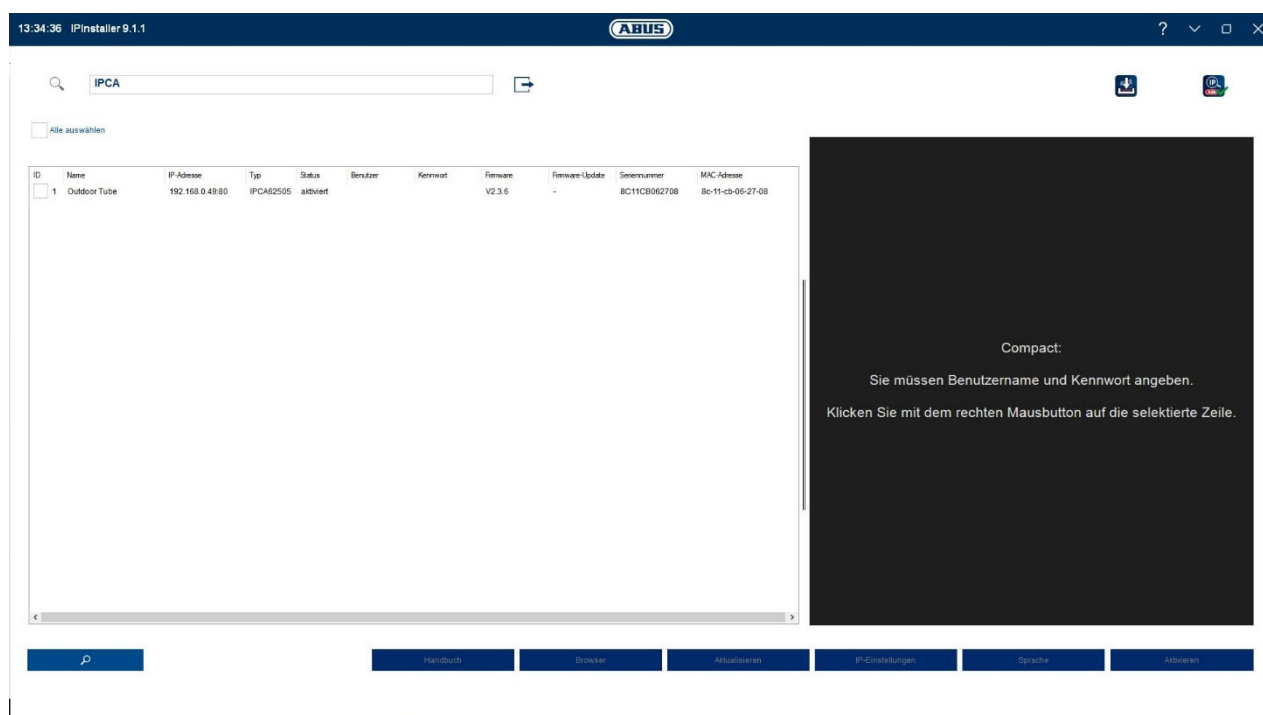 13:34:36 IPInstaller 9.1.1 ABUS ?
IPCA
IP
Alle auswählen
ID Name IP-Adresse Typ Status Benutzer Kennwort Firmware Firmware-Update Seriennummer MAC-Adresse
1 Outdoor Tube 192.168.0.49:80 IPCA62505 aktiviert V2.3.6 - 8C11CB062708 8c-11-cb-06-27-08
Compact:
Sie müssen Benutzername und Kennwort angeben.
Klicken Sie mit dem rechten Mausbutton auf die selektierte Zeile.
Handbuch Browser Aktualisieren IP-Einstellungen Sprache Aktivieren